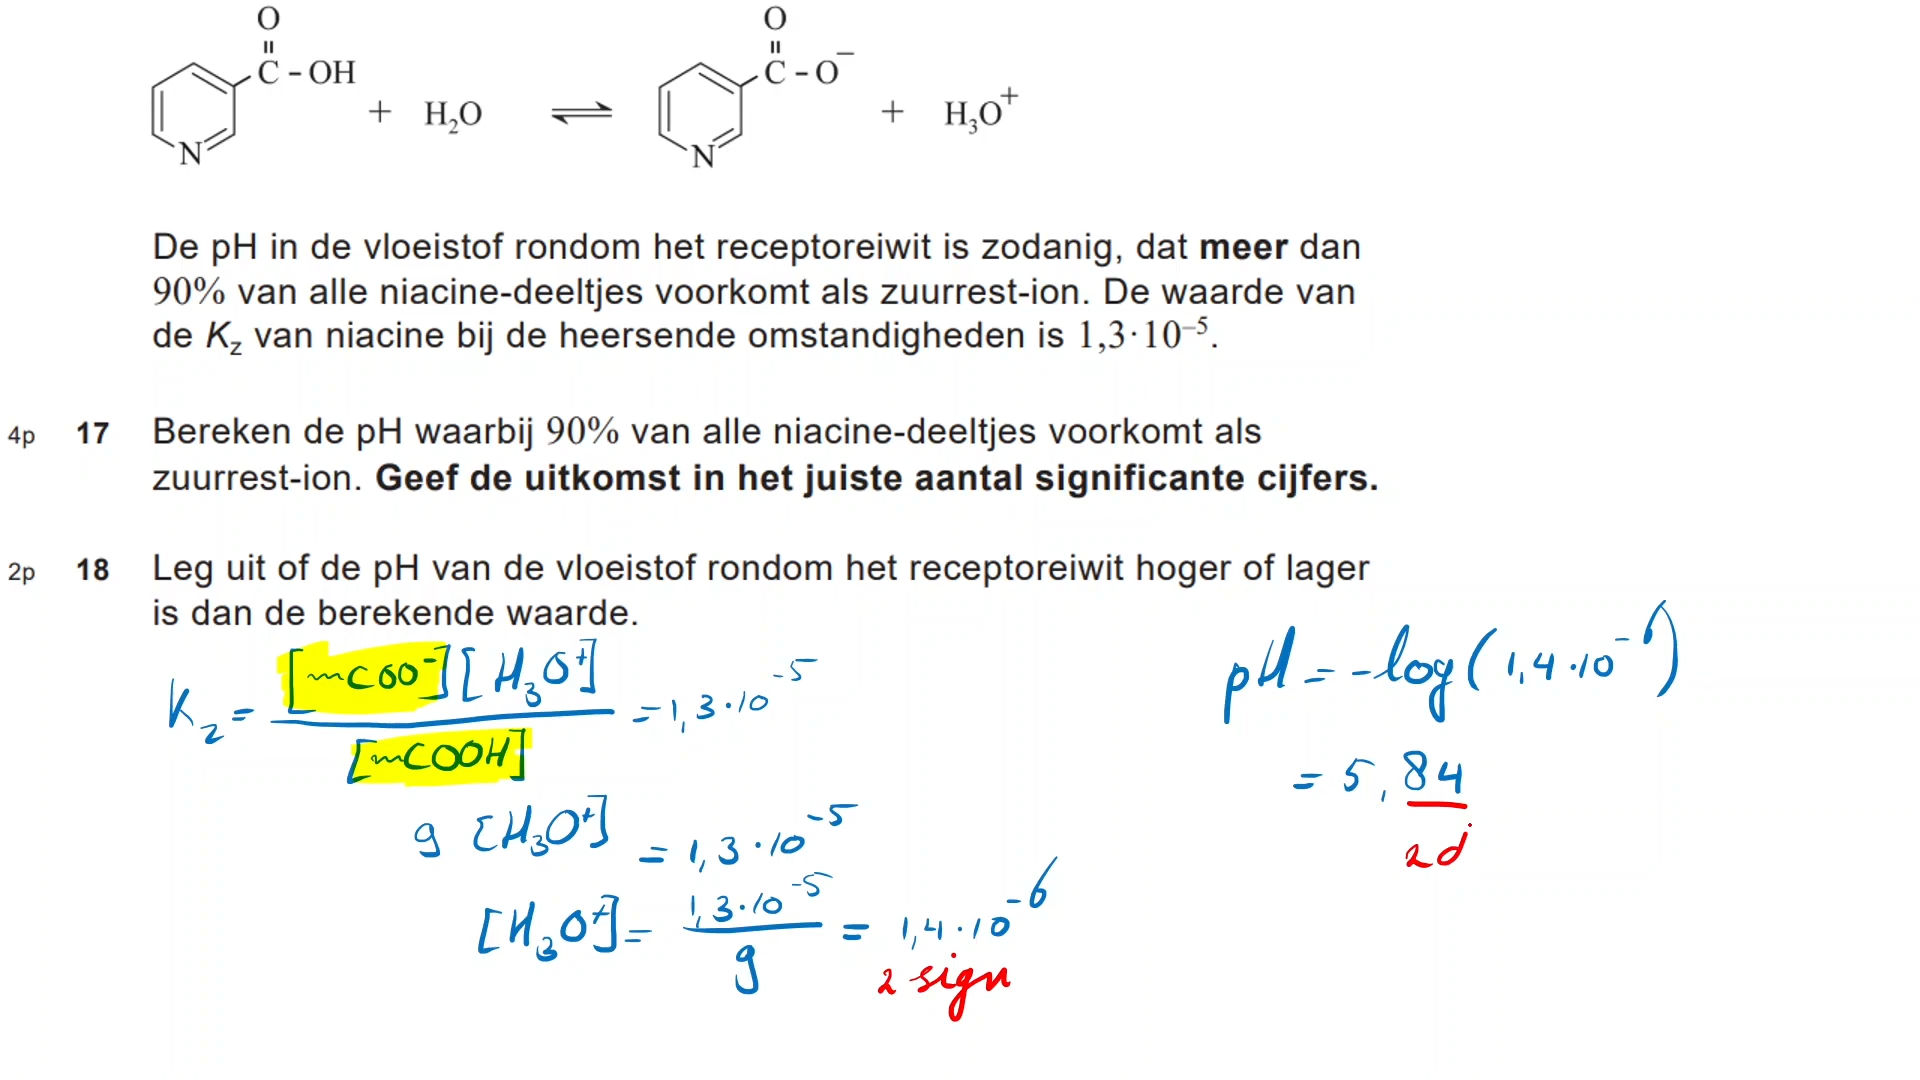 O
C - OH + H₂O ⇌ O C - O⁻ + H₃O⁺
N N
De pH in de vloeistof rondom het receptoreiwit is zodanig, dat meer dan
90% van alle niacine-deeltjes voorkomt als zuurrest-ion. De waarde van
de Kz van niacine bij de heersende omstandigheden is 1,3·10⁻⁵.
4p 17 Bereken de pH waarbij 90% van alle niacine-deeltjes voorkomt als
zuurrest-ion. Geef de uitkomst in het juiste aantal significante cijfers.
2p 18 Leg uit of de pH van de vloeistof rondom het receptoreiwit hoger of lager
is dan de berekende waarde.
Kz = [~COO⁻][H₃O⁺] / [~COOH] = 1,3·10⁻⁵
9 [H₃O⁺] = 1,3·10⁻⁵
[H₃O⁺] = 1,3·10⁻⁵ / 9 = 1,4·10⁻⁶
2 sign
pH = -log(1,4·10⁻⁶)
= 5,84
2d